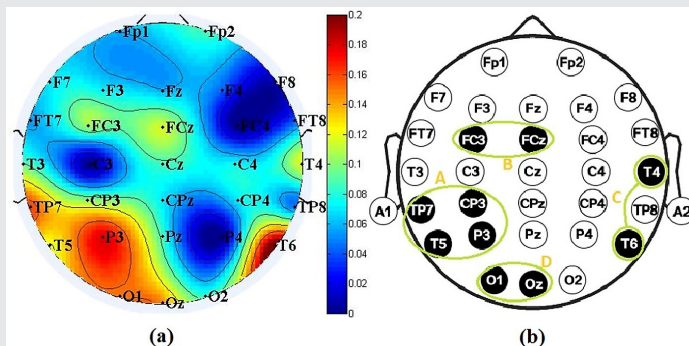 Fp1 Fp2
F7 F3 Fz F4 F8
FT7 FC3 FCz FC4
T3 C3 Cz C4 T4
TP7 CP3 CPz CP4 TP8
T5 P3 Pz P4 T6
O1 Oz O2
(a)
0.2
0.18
0.16
0.14
0.12
0.1
0.08
0.06
0.04
0.02
0
Fp1 Fp2
F7 F3 Fz F4 F8
FT7 FC3 FCz FC4 FT8
B
T3 C3 Cz C4 T4
A C
A1 TP7 CP3 CPz CP4 TP8 A2
T5 P3 Pz P4 T6
D
O1 Oz O2
(b)